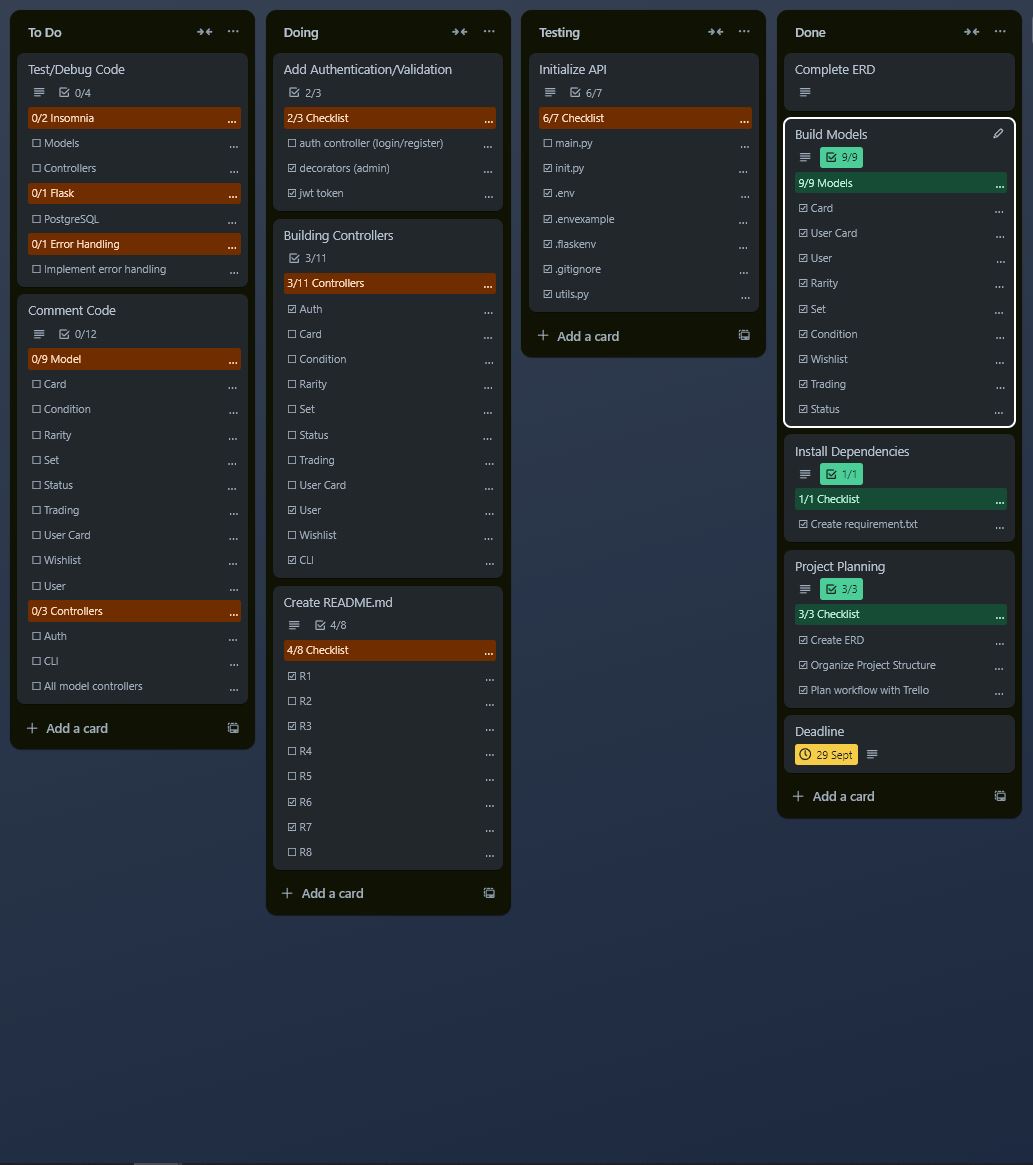 To Do
Test/Debug Code
0/4
0/2 Insomnia
Models
Controllers
0/1 Flask
PostgreSQL
0/1 Error Handling
Implement error handling
Comment Code
0/12
0/9 Model
Card
Condition
Rarity
Set
Status
Trading
User Card
Wishlist
User
0/3 Controllers
Auth
CLI
All model controllers
Add a card
Doing
Add Authentication/Validation
2/3
2/3 Checklist
auth controller (login/register)
decorators (admin)
jwt token
Building Controllers
3/11
3/11 Controllers
Auth
Card
Condition
Rarity
Set
Status
Trading
User Card
User
Wishlist
CLI
Create README.md
4/8
4/8 Checklist
R1
R2
R3
R4
R5
R6
R7
R8
Add a card
Testing
Initialize API
6/7
6/7 Checklist
main.py
init.py
.env
.envexample
.flaskenv
.gitignore
utils.py
Add a card
Done
Complete ERD
Build Models
9/9
9/9 Models
Card
User Card
User
Rarity
Set
Condition
Wishlist
Trading
Status
Install Dependencies
1/1
1/1 Checklist
Create requirement.txt
Project Planning
3/3
3/3 Checklist
Create ERD
Organize Project Structure
Plan workflow with Trello
Deadline
29 Sept
Add a card